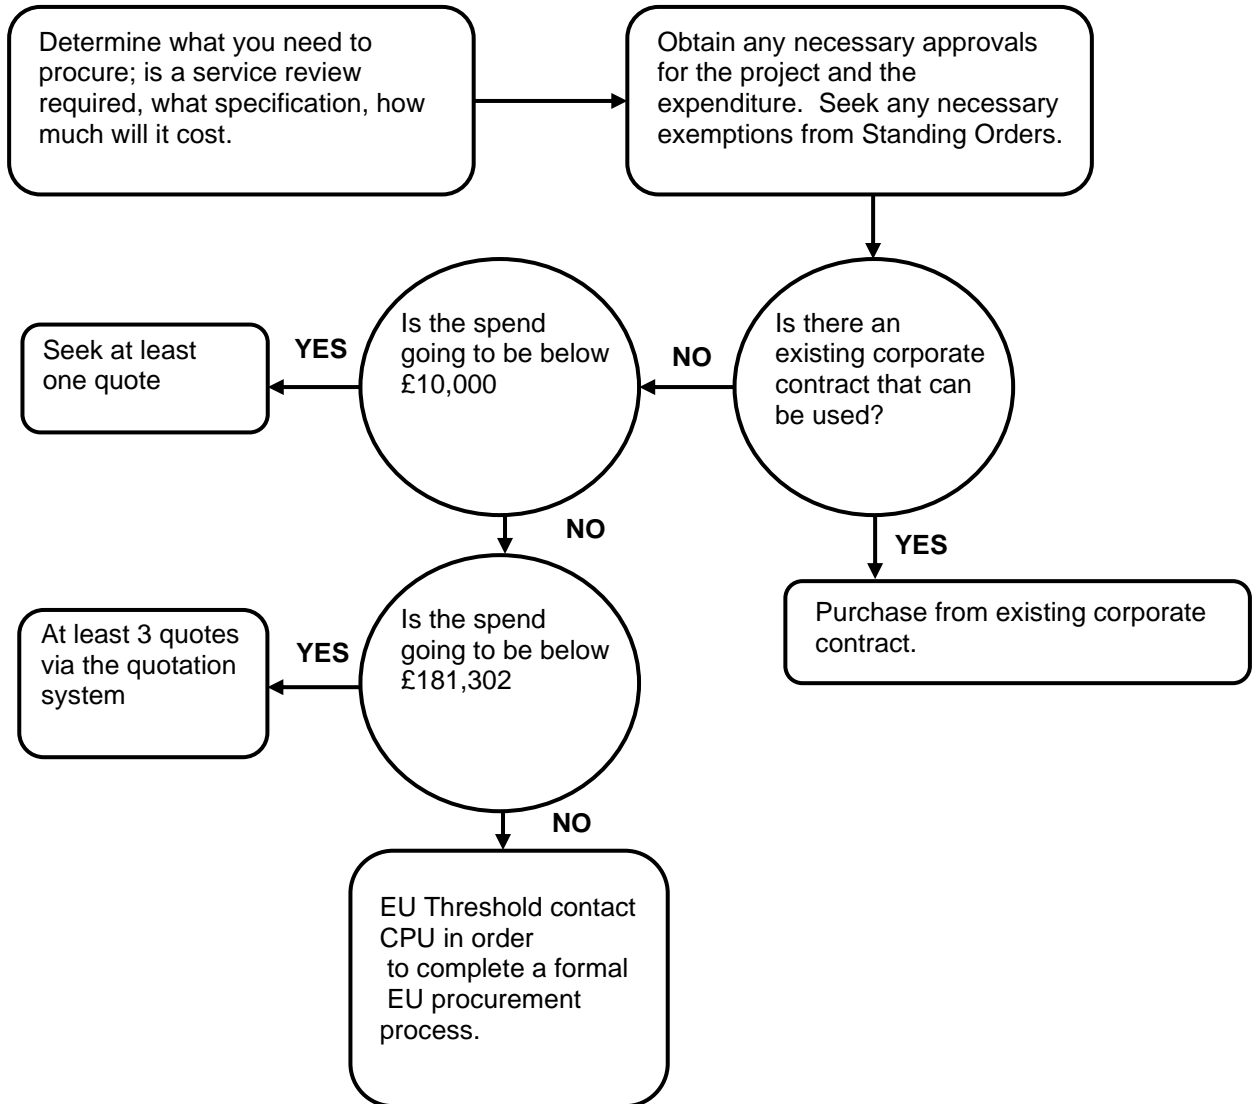 Determine what you need to
procure; is a service review
required, what specification, how
much will it cost.
Obtain any necessary approvals
for the project and the
expenditure.  Seek any necessary
exemptions from Standing Orders.
Is there an
existing corporate
contract that can
be used?
NO
Is the spend
going to be below
£10,000
YES
Seek at least
one quote
YES
Purchase from existing corporate
contract.
NO
Is the spend
going to be below
£181,302
YES
At least 3 quotes
via the quotation
system
NO
EU Threshold contact
CPU in order
to complete a formal
EU procurement
process.